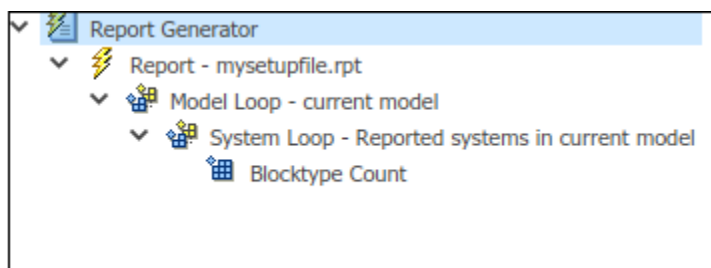 Report Generator
Report - mysetupfile.rpt
Model Loop - current model
System Loop - Reported systems in current model
Blocktype Count